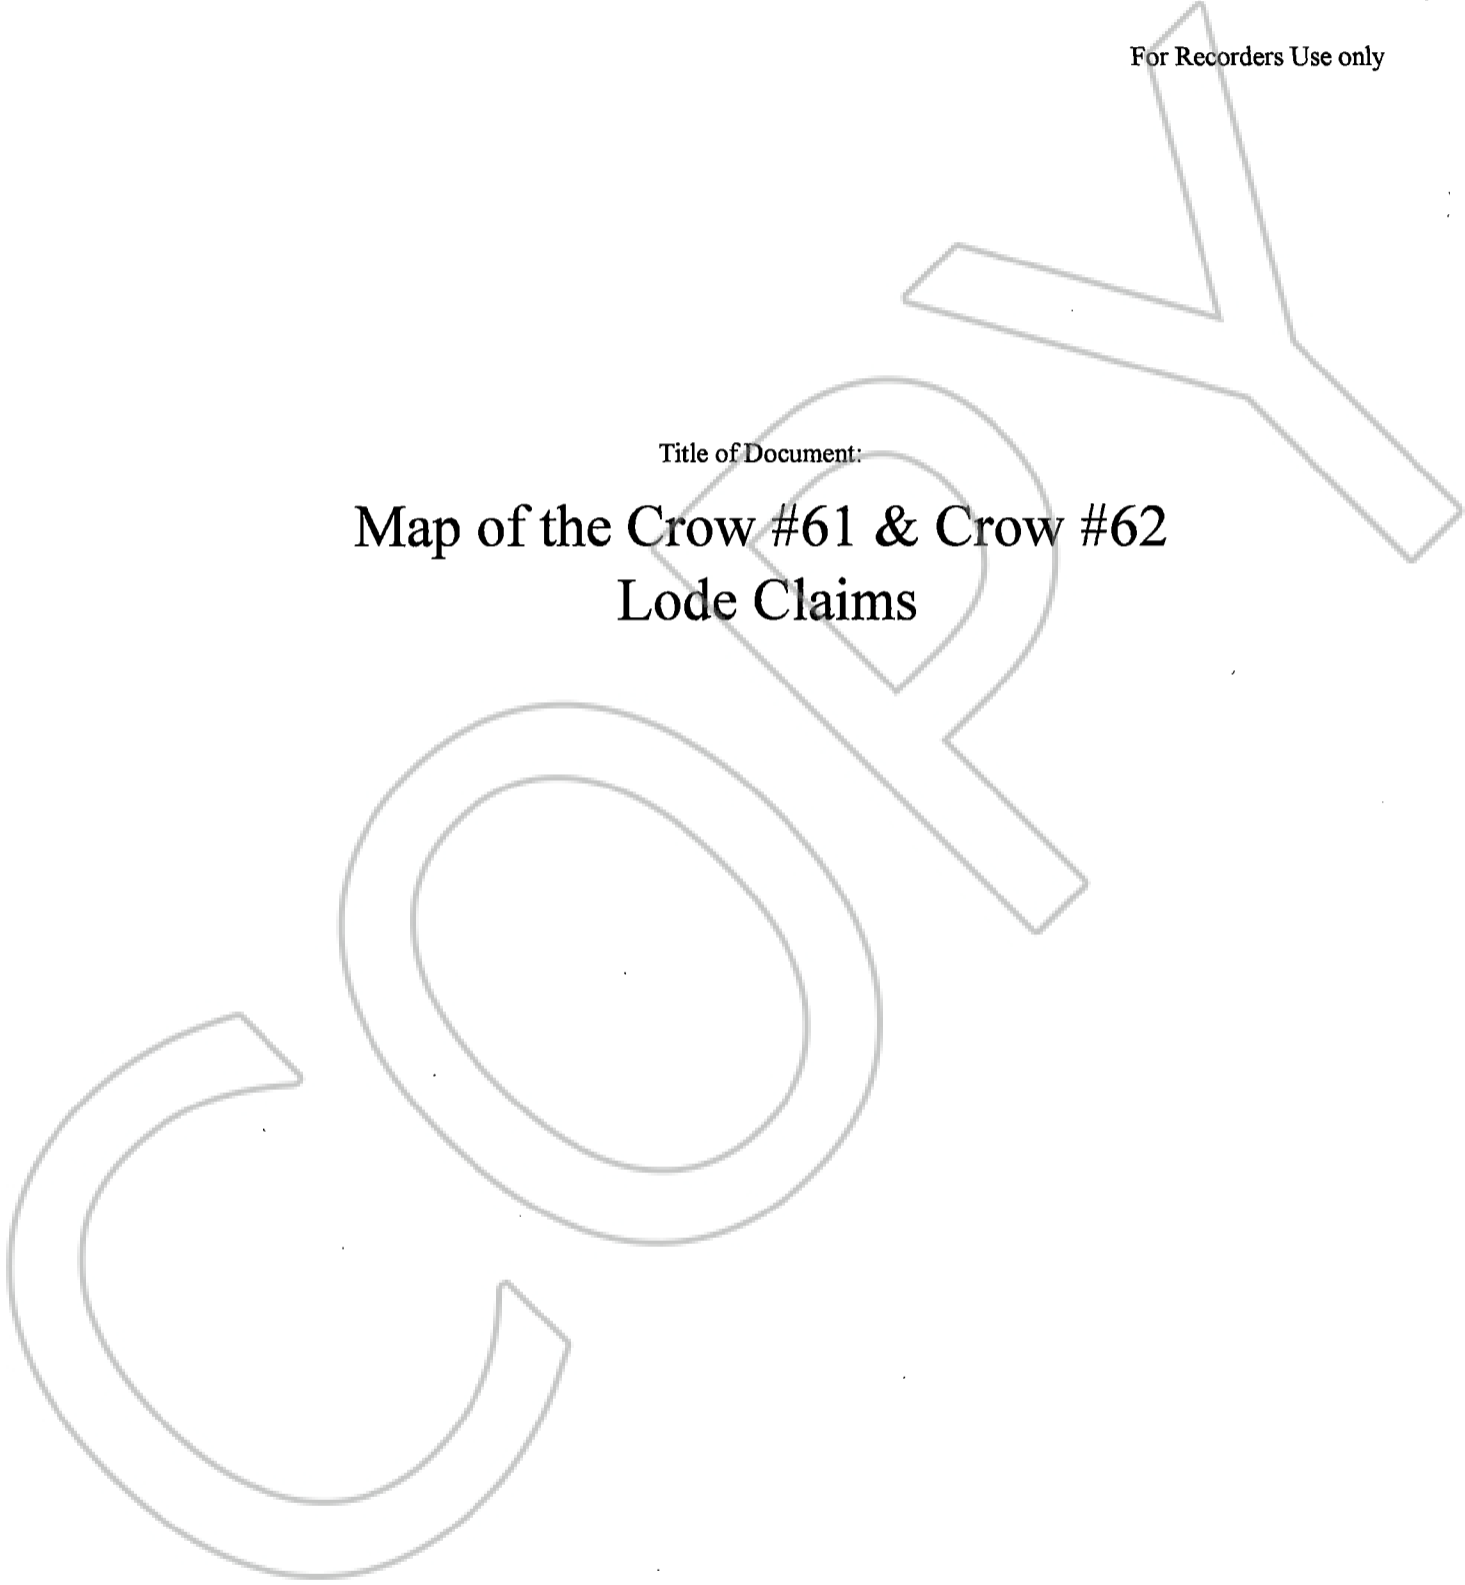 For Recorders Use only
Title of Document:
Map of the Crow #61 & Crow #62
Lode Claims
COPY